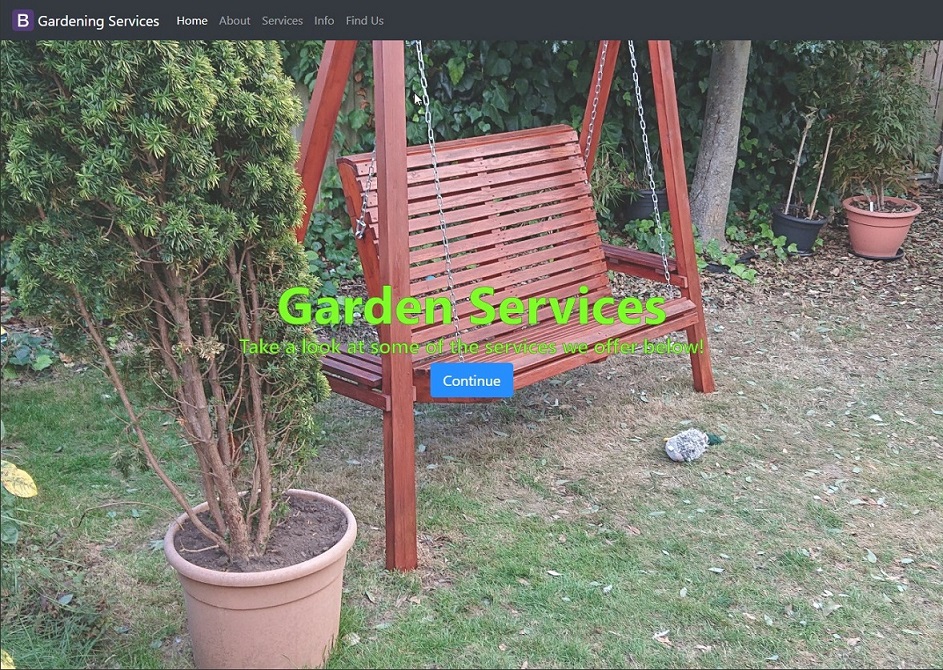 B Gardening Services Home About Services Info Find Us
Garden Services
Take a look at some of the services we offer below!
Continue